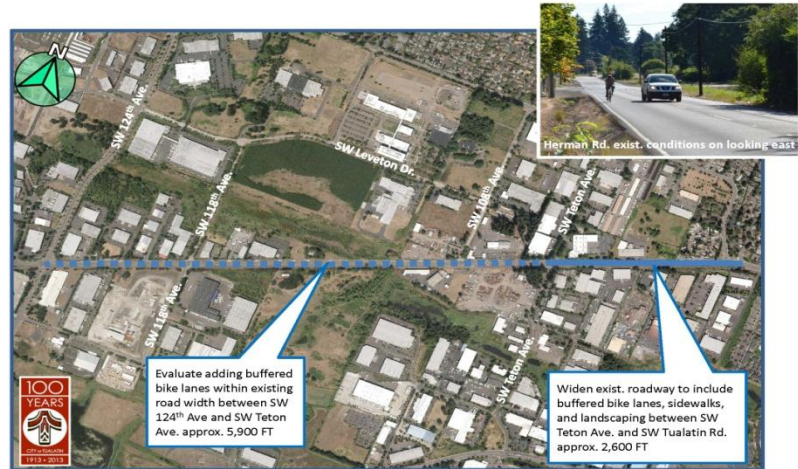 N
SW 124th Ave.
SW 118th Ave.
SW Leveton Dr.
SW 108th Ave.
SW Teton Ave.
Herman Rd. exist. conditions on looking east
SW 118th Ave.
SW Teton Ave.
Evaluate adding buffered
bike lanes within existing
road width between SW
124th Ave and SW Teton
Ave. approx. 5,900 FT
Widen exist. roadway to include
buffered bike lanes, sidewalks,
and landscaping between SW
Teton Ave. and SW Tualatin Rd.
approx. 2,600 FT
100
YEARS
CITY OF TUALATIN
1913 • 2013